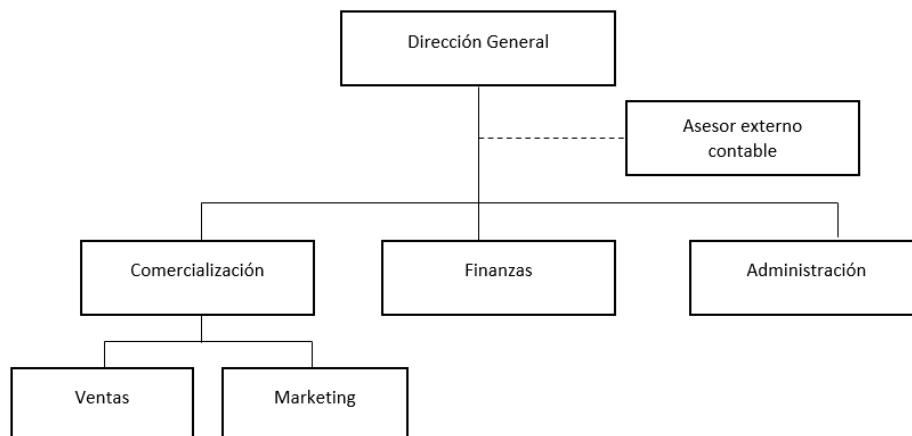 Dirección General
Asesor externo
contable
Comercialización
Finanzas
Administración
Ventas
Marketing